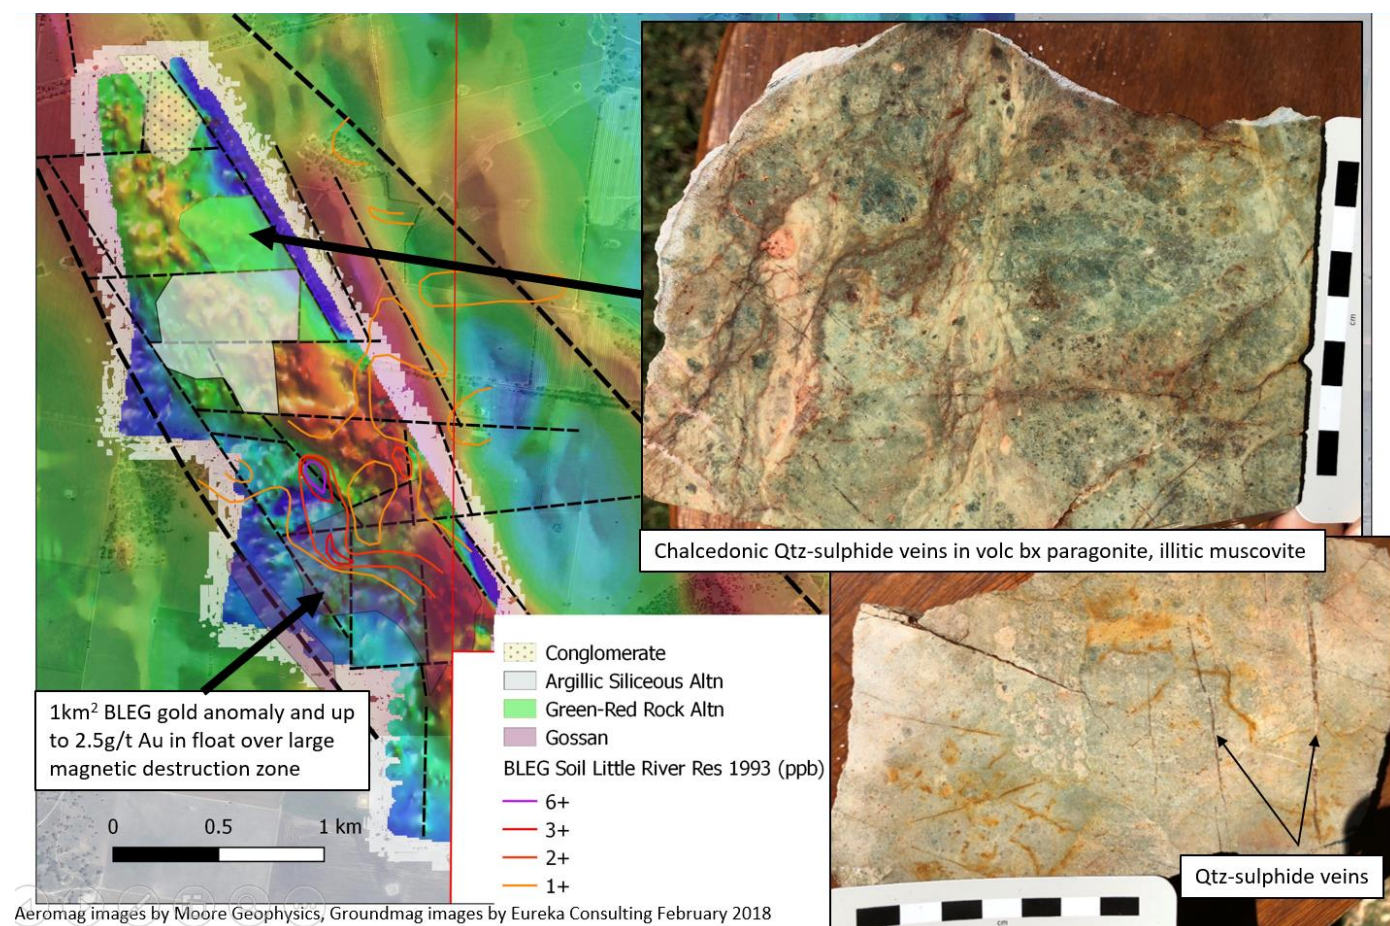 Chalcedonic Qtz-sulphide veins in volc bx paragonite, illitic muscovite
cm
Conglomerate
Argillic Siliceous Altn
Green-Red Rock Altn
Gossan
BLEG Soil Little River Res 1993 (ppb)
6+
3+
2+
1+
1km² BLEG gold anomaly and up
to 2.5g/t Au in float over large
magnetic destruction zone
0 0.5 1 km
Qtz-sulphide veins
cm
Aeromag images by Moore Geophysics, Groundmag images by Eureka Consulting February 2018